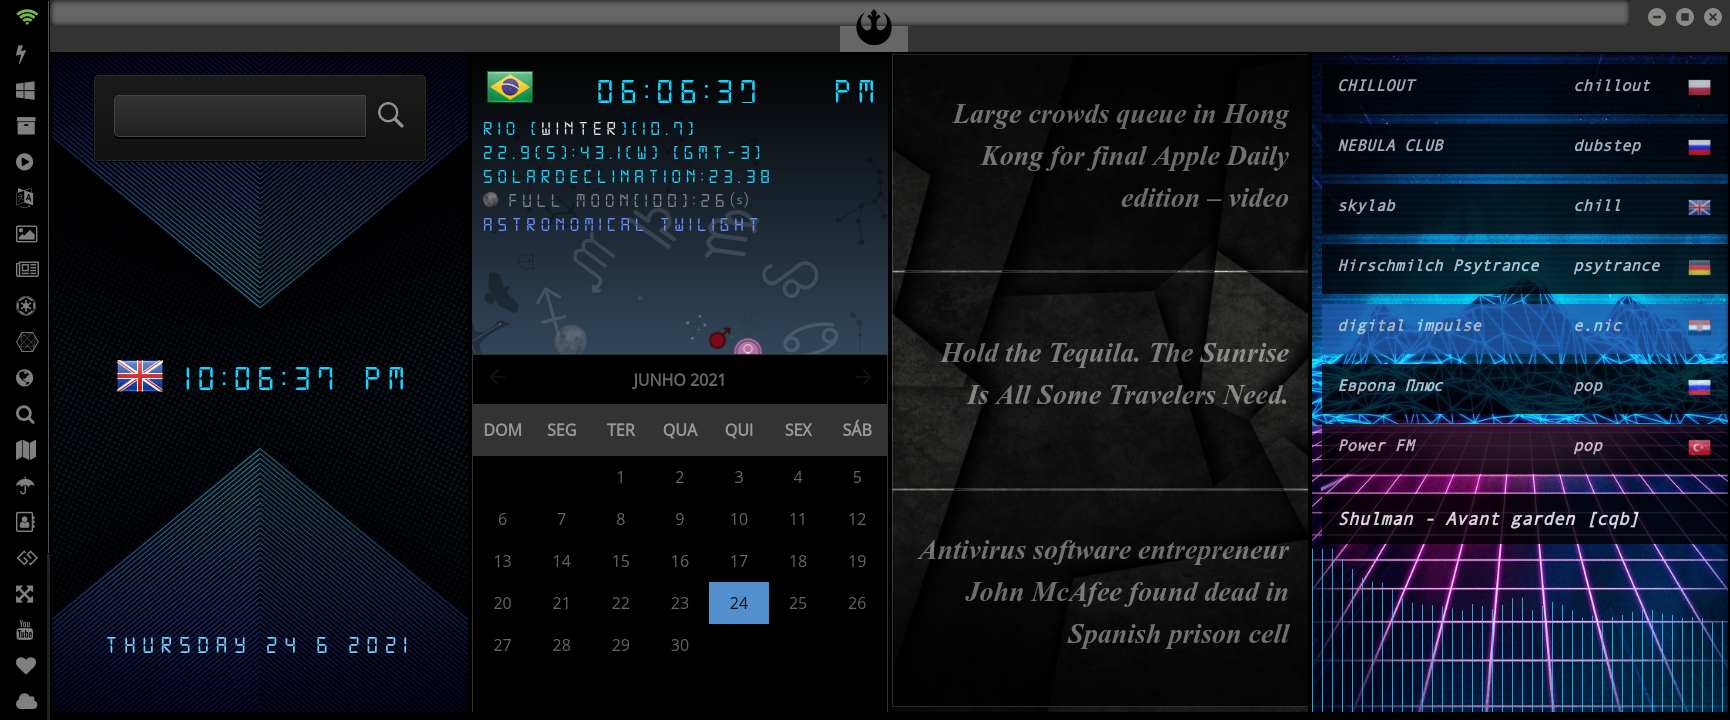 10:06:37 PM
THURSDAY 24 6 2021
06:06:37 PM
RIO (WINTER)(10.7)
22.9(S):43.1(W) (GMT-3)
SOLARDECLINATION:23.38
FULL MOON(100):26(s)
ASTRONOMICAL TWILIGHT
JUNHO 2021
DOM SEG TER QUA QUI SEX SÁB
1 2 3 4 5
6 7 8 9 10 11 12
13 14 15 16 17 18 19
20 21 22 23 24 25 26
27 28 29 30
Large crowds queue in Hong
Kong for final Apple Daily
edition – video
Hold the Tequila. The Sunrise
Is All Some Travelers Need.
Antivirus software entrepreneur
John McAfee found dead in
Spanish prison cell
CHILLOUT chillout
NEBULA CLUB dubstep
skylab chill
Hirschmilch Psytrance psytrance
digital impulse e.nic
Европа Плюс pop
Power FM pop
Shulman - Avant garden [cqb]
You
Tube